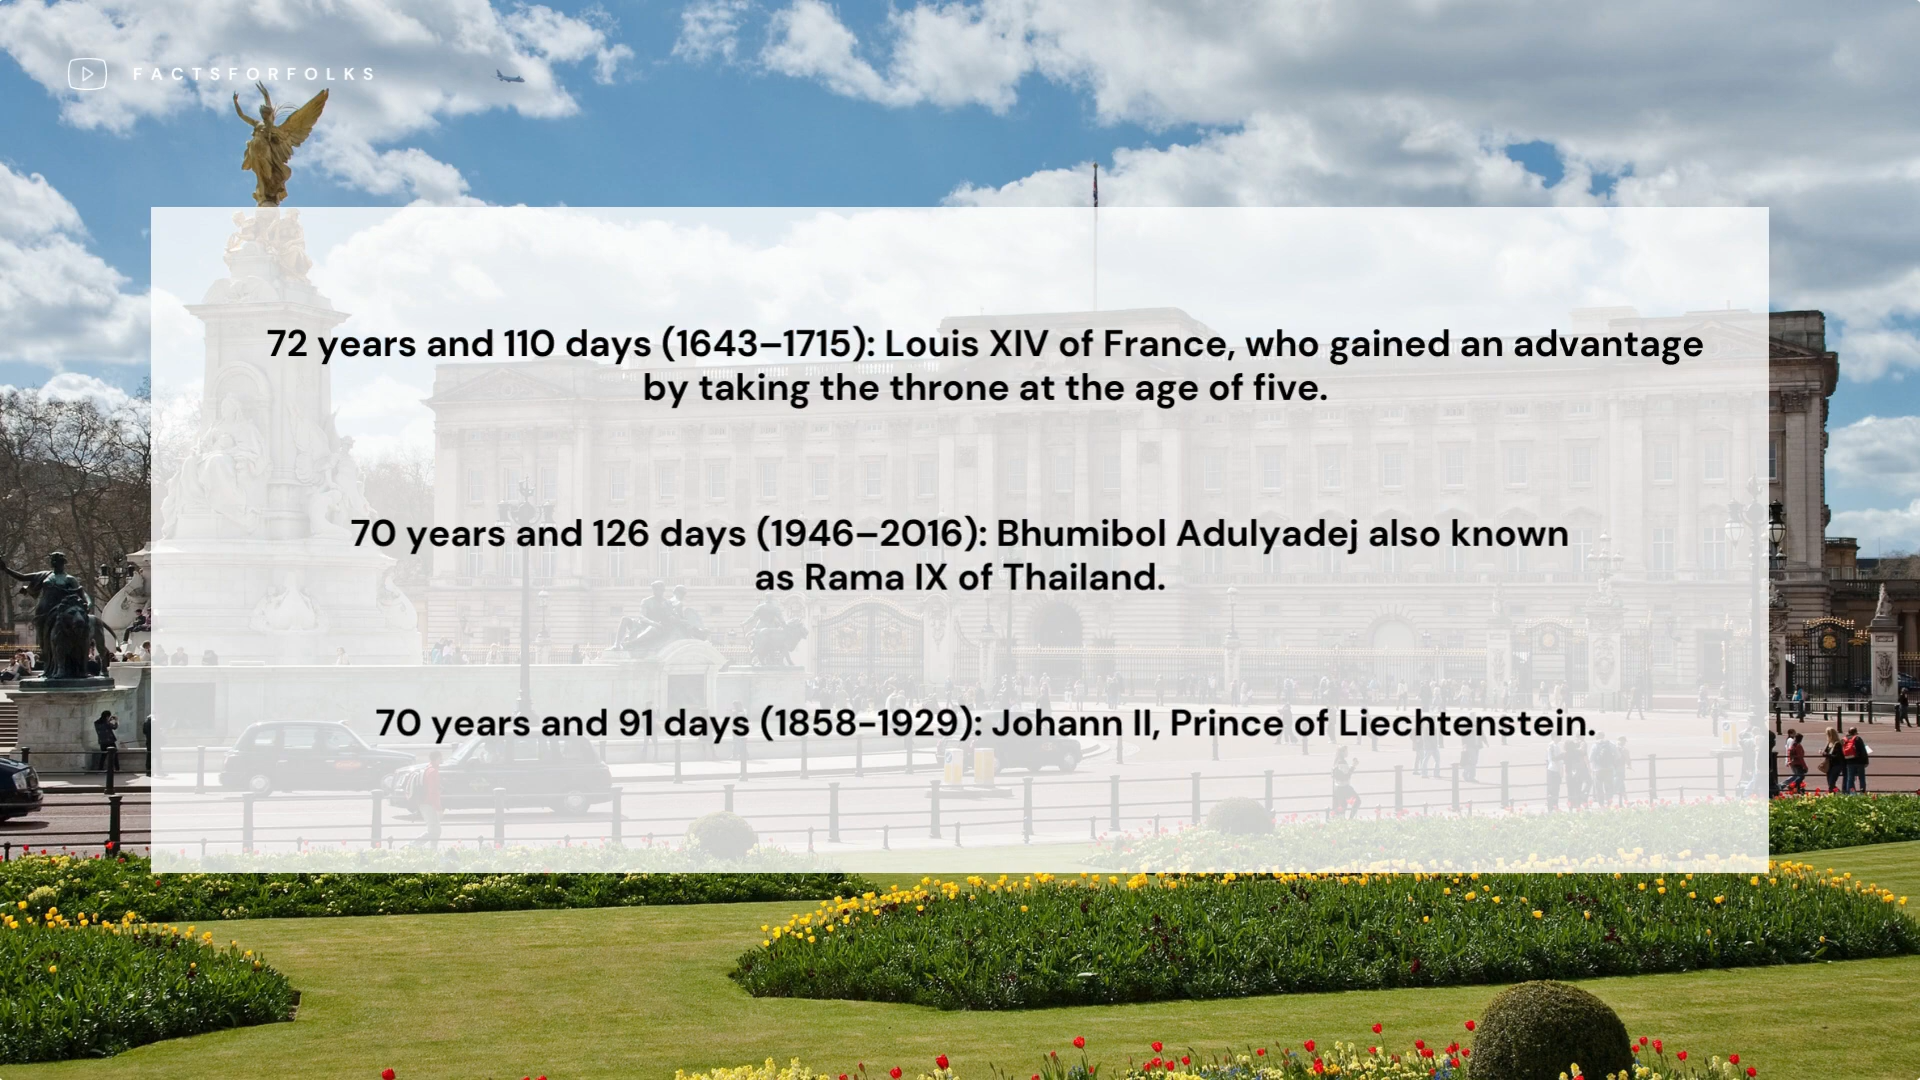 FACTSFORFOLKS
72 years and 110 days (1643–1715): Louis XIV of France, who gained an advantage
by taking the throne at the age of five.
70 years and 126 days (1946–2016): Bhumibol Adulyadej also known
as Rama IX of Thailand.
70 years and 91 days (1858-1929): Johann II, Prince of Liechtenstein.